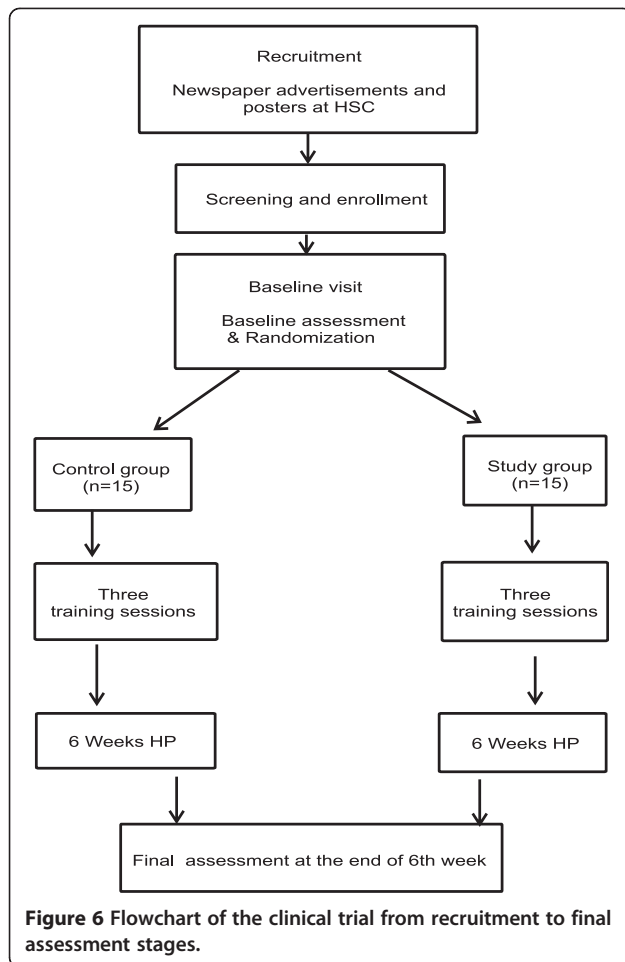 Recruitment
Newspaper advertisements and
posters at HSC
Screening and enrollment
Baseline visit
Baseline assessment
& Randomization
Control group
(n=15)
Study group
(n=15)
Three
training sessions
Three
training sessions
6 Weeks HP
6 Weeks HP
Final assessment at the end of 6th week
Figure 6 Flowchart of the clinical trial from recruitment to final
assessment stages.